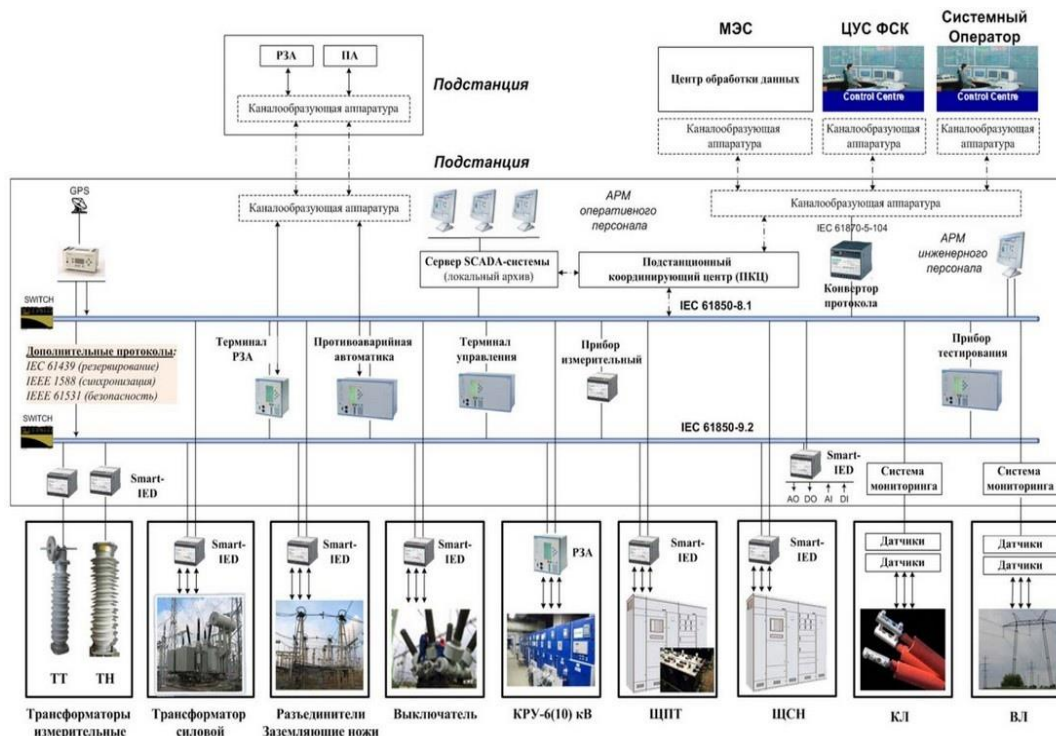 МЭС
ЦУС ФСК
Системный
Оператор
РЗА
ПА
Каналообразующая аппаратура
Подстанция
Центр обработки данных
Control Centre
Control Centre
Каналообразующая
аппаратура
Каналообразующая
аппаратура
Каналообразующая
аппаратура
Подстанция
GPS
Каналообразующая аппаратура
АРМ
оперативного
персонала
Каналообразующая аппаратура
IEC 61870-5-104
АРМ
инженерного
персонала
Сервер SCADA-системы
(локальный архив)
Подстанционный
координирующий центр (ПКЦ)
Конвертор
протокола
SWITCH
IEC 61850-8.1
Дополнительные протоколы:
IEC 61439 (резервирование)
IEEE 1588 (синхронизация)
IEEE 61531 (безопасность)
Терминал
РЗА
Противоаварийная
автоматика
Терминал
управления
Прибор
измерительный
Прибор
тестирования
SWITCH
IEC 61850-9.2
Smart-
IED
Smart-
IED
AO DO AI DI
Система
мониторинга
Система
мониторинга
Smart-
IED
Smart-
IED
Smart-
IED
РЗА
Smart-
IED
Smart-
IED
Датчики
Датчики
Датчики
Датчики
ТТ
ТН
Трансформаторы
измерительные
Трансформатор
силовой
Разъединители
Заземляющие ножи
Выключатель
КРУ-6(10) кВ
ЩПТ
ЩСН
КЛ
ВЛ